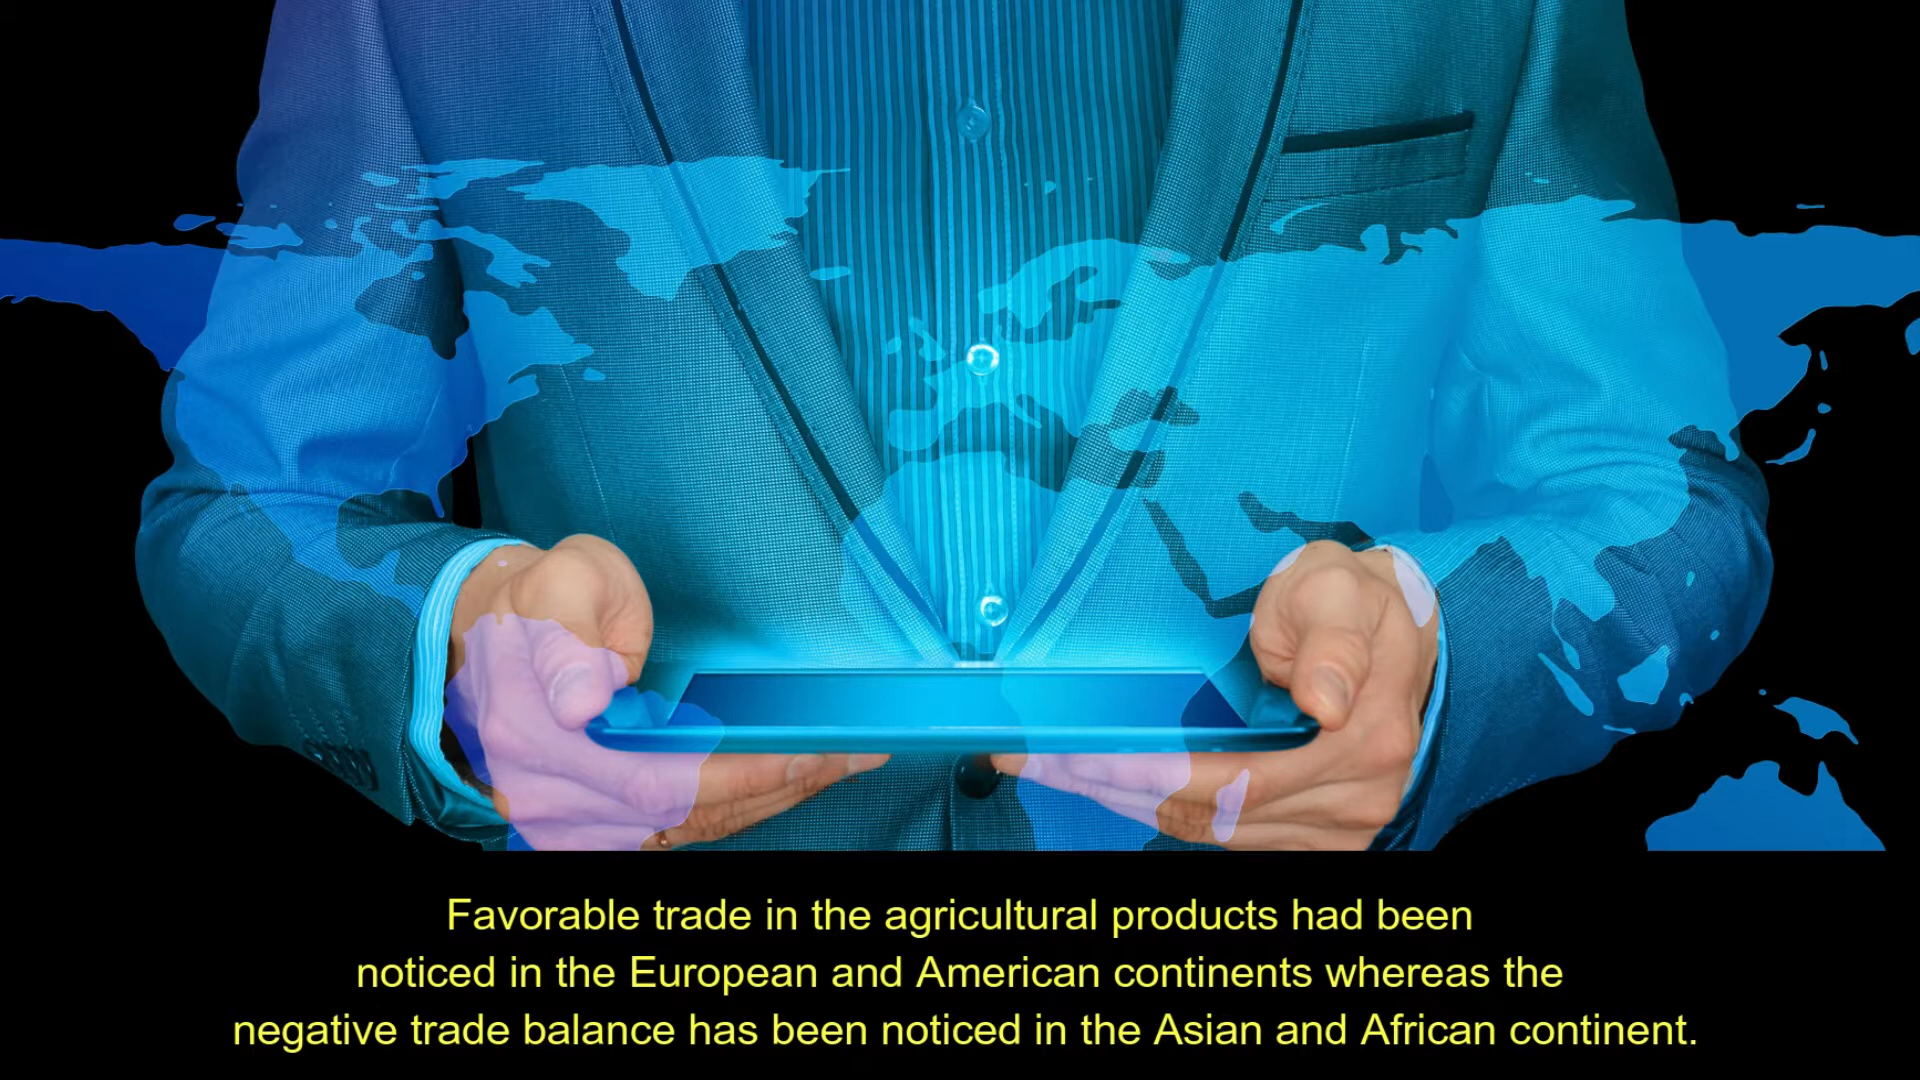 Favorable trade in the agricultural products had been
noticed in the European and American continents whereas the
negative trade balance has been noticed in the Asian and African continent.